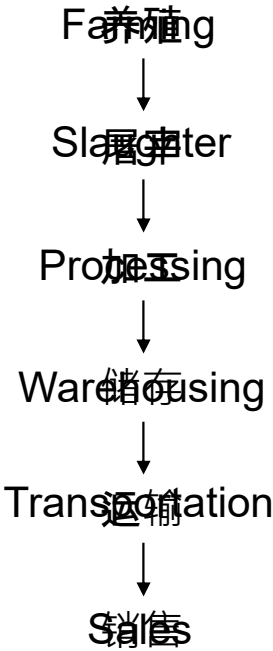 Farming
养殖
Slaughter
屠宰
Processing
加工
Warehousing
储存
Transportation
运输
Sales
销售